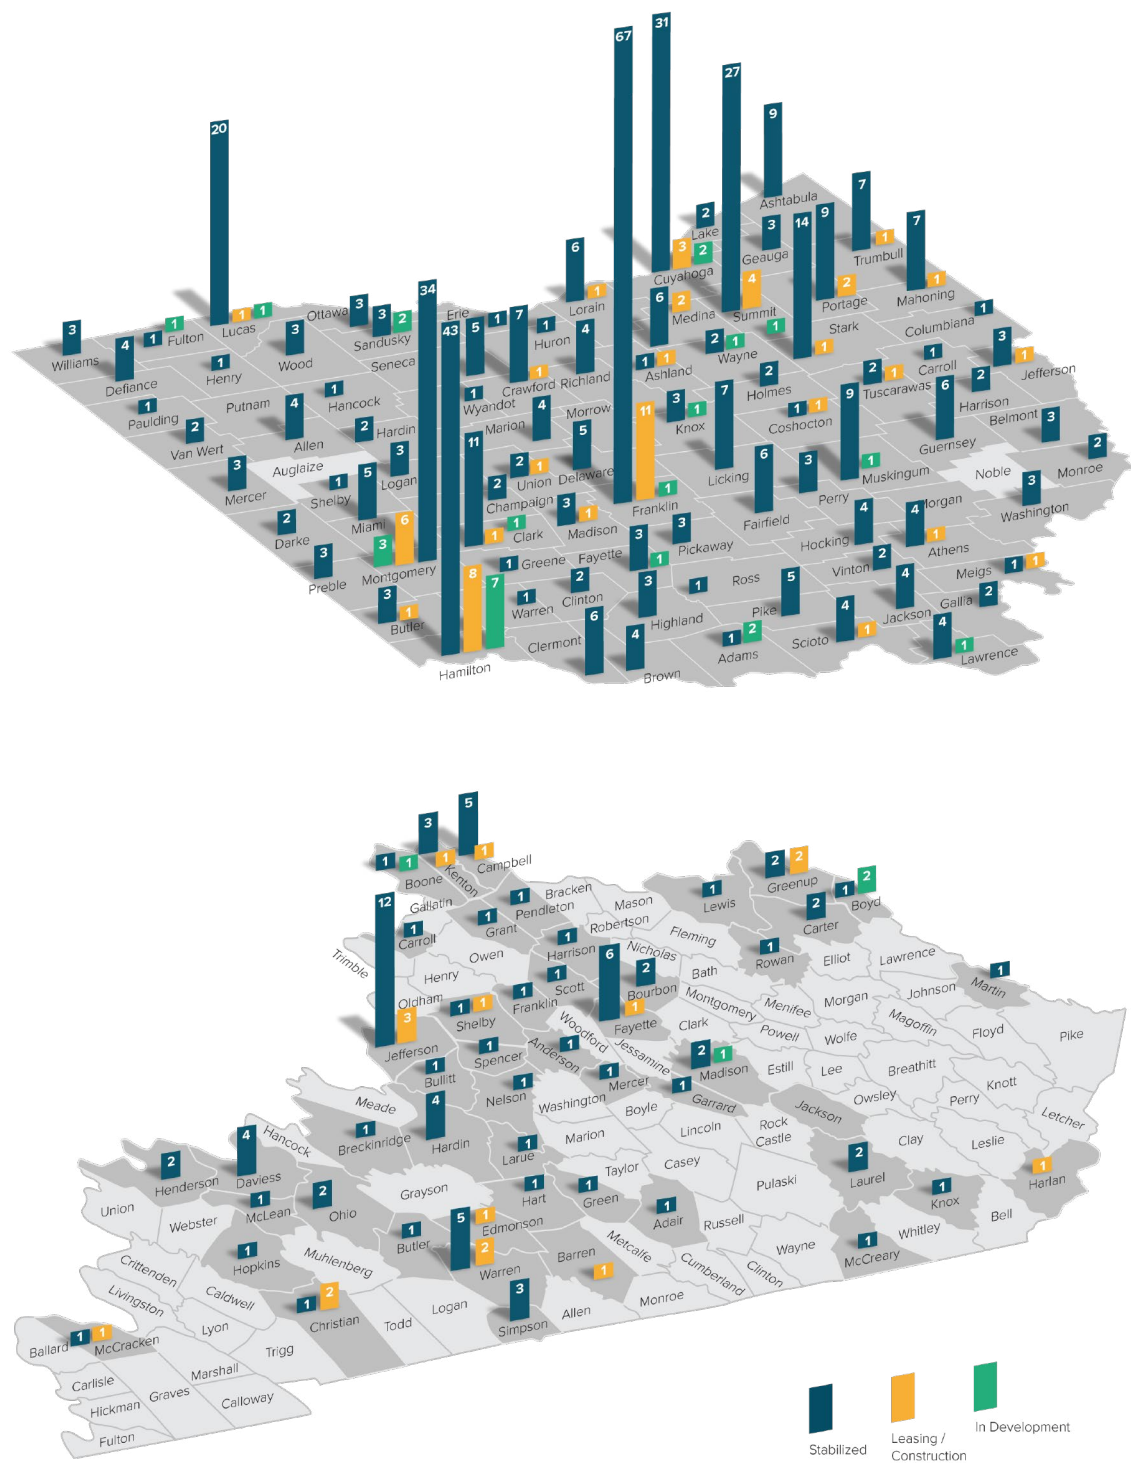 31
67
27
9
20
7
2
9
3
14
7
6
34
43
Ashtabula
Lake
3
2
Geauga
1
Trumbull
Cuyahoga
2
1
6
2
4
Portage
Mahoning
Lorain
1
Medina
Summit
Stark
Columbiana
1
3
Ottawa
3
3
2
Erie
1
7
5
1
Huron
4
1
1
Fulton
Lucas
1
1
Williams
4
Defiance
1
Henry
3
Wood
Sandusky
Seneca
Crawford
1
Richland
1
1
Ashland
2
1
Wayne
1
1
2
Holmes
2
1
Tuscarawas
1
Carroll
3
1
Jefferson
2
Harrison
6
Guernsey
Belmont
3
2
Monroe
1
Paulding
Putnam
1
Hancock
1
Wyandot
2
Van Wert
4
Allen
2
Hardin
Marion
4
Morrow
3
1
Knox
1
1
Coshocton
9
Muskingum
1
Noble
3
Washington
3
Mercer
Auglaize
3
Logan
11
2
1
Union
5
Delaware
11
7
Licking
6
Fairfield
3
Perry
Morgan
1
Shelby
5
Miami
2
Champaign
3
1
Madison
Franklin
1
2
Darke
6
3
Montgomery
1
1
Clark
3
Preble
1
Greene
Fayette
3
1
3
Pickaway
4
Hocking
4
1
Athens
2
Vinton
1
1
Meigs
3
1
Butler
8
7
1
Warren
2
Clinton
3
Highland
1
Ross
5
Pike
4
Jackson
2
Gallia
Hamilton
Clermont
6
4
Brown
1
2
Adams
4
1
Scioto
4
1
Lawrence
5
3
1
1
Boone
1
Kenton
1
Campbell
12
Gallatin
1
Pendleton
Bracken
Mason
1
Lewis
2
2
Greenup
1
2
Boyd
2
Carter
1
Carroll
1
Grant
Robertson
Fleming
1
Harrison
Trimble
Owen
Henry
6
Nicholas
2
Bourbon
Bath
1
Rowan
Elliot
Lawrence
1
Martin
Oldham
1
Scott
1
Franklin
1
1
Shelby
Woodford
1
Fayette
Montgomery
Menifee
Morgan
Johnson
Magoffin
Floyd
Pike
3
Jefferson
1
Spencer
Anderson
1
Jessamine
Clark
Powell
Wolfe
2
1
Madison
Estill
Lee
Breathitt
Knott
1
Bullitt
1
Nelson
1
Mercer
1
Garrard
Washington
Boyle
Jackson
Owsley
Perry
Letcher
Meade
4
Hardin
1
Breckinridge
Hancock
Marion
Lincoln
Rock
Castle
Clay
Leslie
4
Daviess
2
Henderson
1
Larue
Taylor
Casey
2
Laurel
1
Harlan
1
McLean
2
Ohio
Grayson
1
Hart
1
Green
Pulaski
1
Knox
Union
Webster
5
1
Edmonson
1
Adair
Russell
Bell
1
Butler
Whitley
1
McCreary
1
Hopkins
Muhlenberg
2
Warren
Barren
1
Metcalfe
Wayne
Crittenden
Cumberland
Clinton
Livingston
Caldwell
1
2
Christian
Logan
3
Simpson
Allen
Monroe
Lyon
Todd
Ballard
1
1
McCracken
Trigg
Marshall
Carlisle
Graves
Calloway
Hickman
Fulton
Stabilized
Leasing /
Construction
In Development